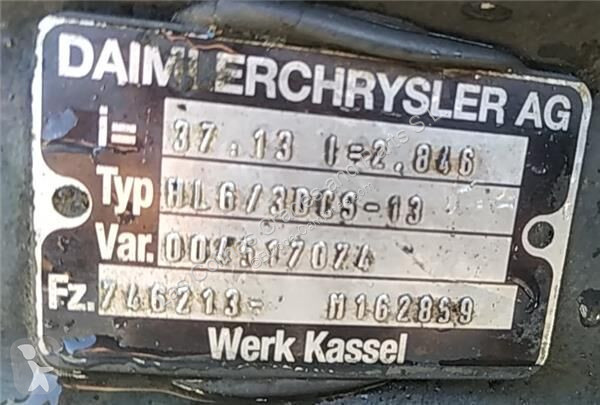 DAIMLERCHRYSLER AG
i= 37.13 I=2.846
Typ HL6/3DCS-13
Var. 004517074
Fz. 746213- M162859
Werk Kassel